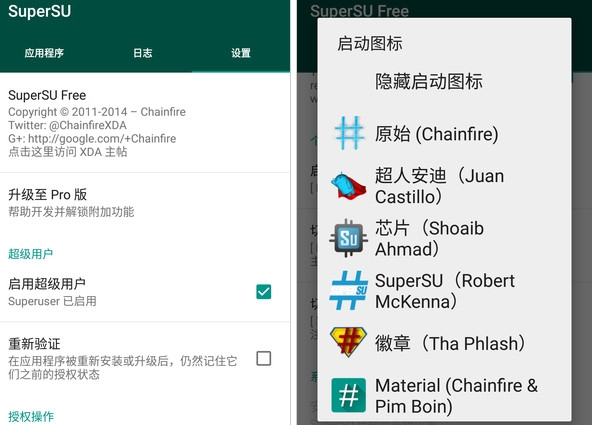 SuperSU
应用程序
日志
设置
SuperSU Free
Copyright © 2011-2014 – Chainfire
Twitter: @ChainfireXDA
G+: http://google.com/+Chainfire
点击这里访问 XDA 主帖
升级至 Pro 版
帮助开发并解锁附加功能
超级用户
启用超级用户
Superuser 已启用
重新验证
在应用程序被重新安装或升级后，仍然记住它
们之前的授权状态
授权操作
SuperSU Free
启动图标
隐藏启动图标
原始 (Chainfire)
超人安迪（Juan
Castillo）
芯片（Shoaib
Ahmad）
SuperSU（Robert
McKenna）
徽章（Tha Phlash）
Material (Chainfire &
Pim Boin)
Su
SU